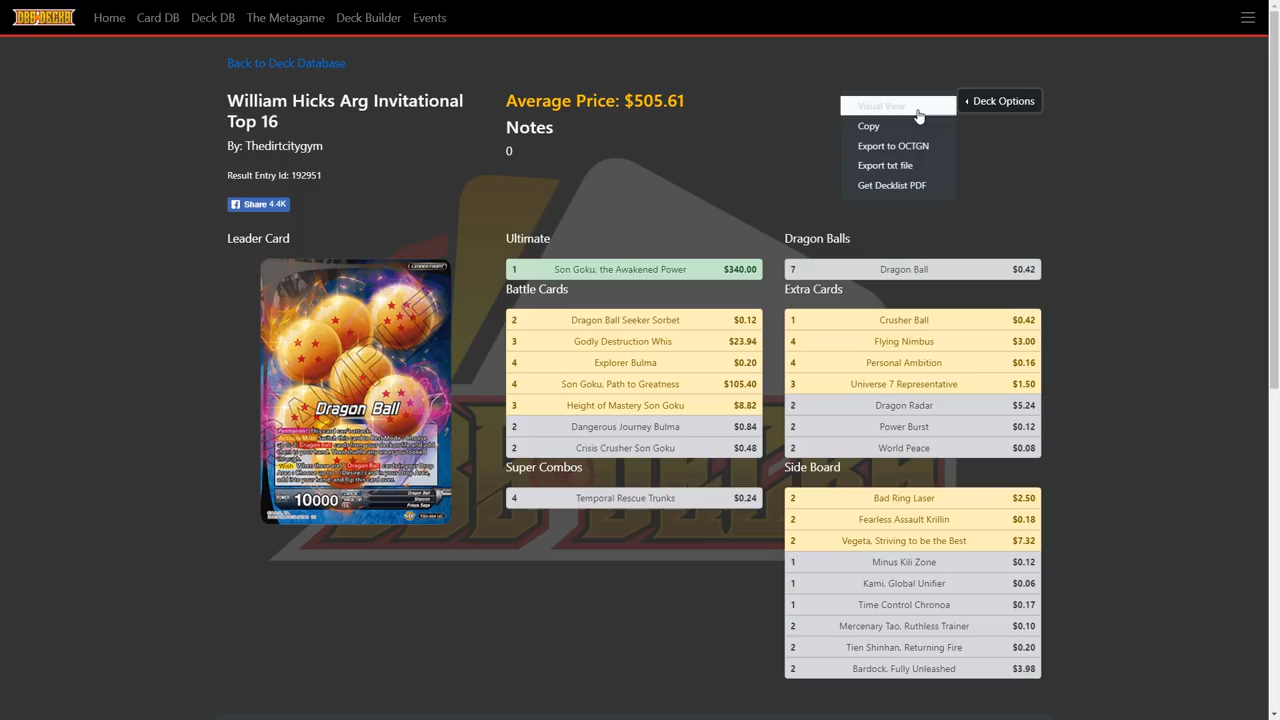 DBS DECKS
Home
Card DB
Deck DB
The Metagame
Deck Builder
Events
Back to Deck Database
William Hicks Arg Invitational
Top 16
By: Thedirtcitygym
Result Entry Id: 192951
Share 4.4K
Average Price: $505.61
Notes
0
Deck Options
Visual View
Copy
Export to OCTGN
Export txt file
Get Decklist PDF
Leader Card
Dragon Ball
10000
Ultimate
1 Son Goku, the Awakened Power $340.00
Battle Cards
2 Dragon Ball Seeker Sorbet $0.12
3 Godly Destruction Whis $23.94
4 Explorer Bulma $0.20
4 Son Goku, Path to Greatness $105.40
3 Height of Mastery Son Goku $8.82
2 Dangerous Journey Bulma $0.84
2 Crisis Crusher Son Goku $0.48
Super Combos
4 Temporal Rescue Trunks $0.24
Dragon Balls
7 Dragon Ball $0.42
Extra Cards
1 Crusher Ball $0.42
4 Flying Nimbus $3.00
4 Personal Ambition $0.16
3 Universe 7 Representative $1.50
2 Dragon Radar $5.24
2 Power Burst $0.12
2 World Peace $0.08
Side Board
2 Bad Ring Laser $2.50
2 Fearless Assault Krillin $0.18
2 Vegeta, Striving to be the Best $7.32
1 Minus Kili Zone $0.12
1 Kami, Global Unifier $0.06
1 Time Control Chronoa $0.17
2 Mercenary Tao, Ruthless Trainer $0.10
2 Tien Shinhan, Returning Fire $0.20
2 Bardock, Fully Unleashed $3.98